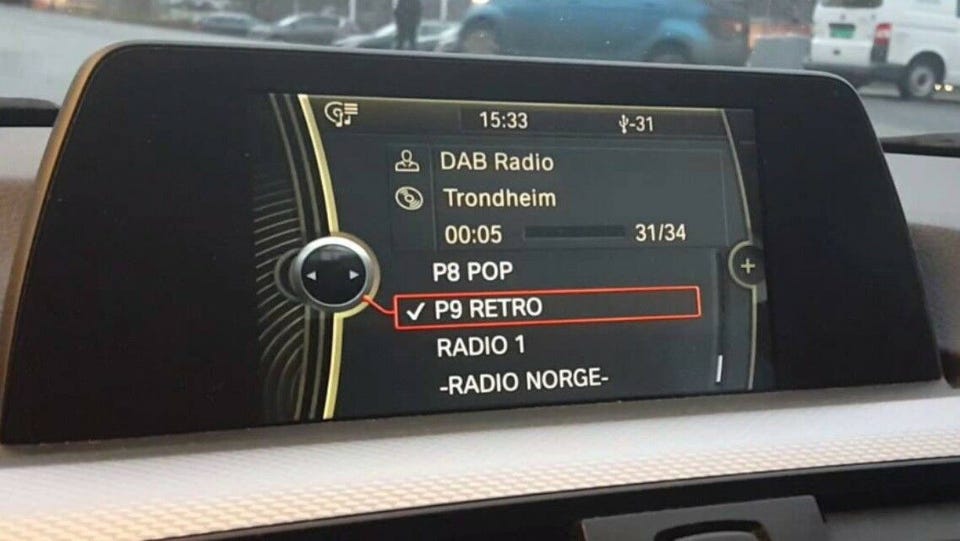 15:33 -31
DAB Radio
Trondheim
00:05 31/34
P8 POP
P9 RETRO
RADIO 1
-RADIO NORGE-